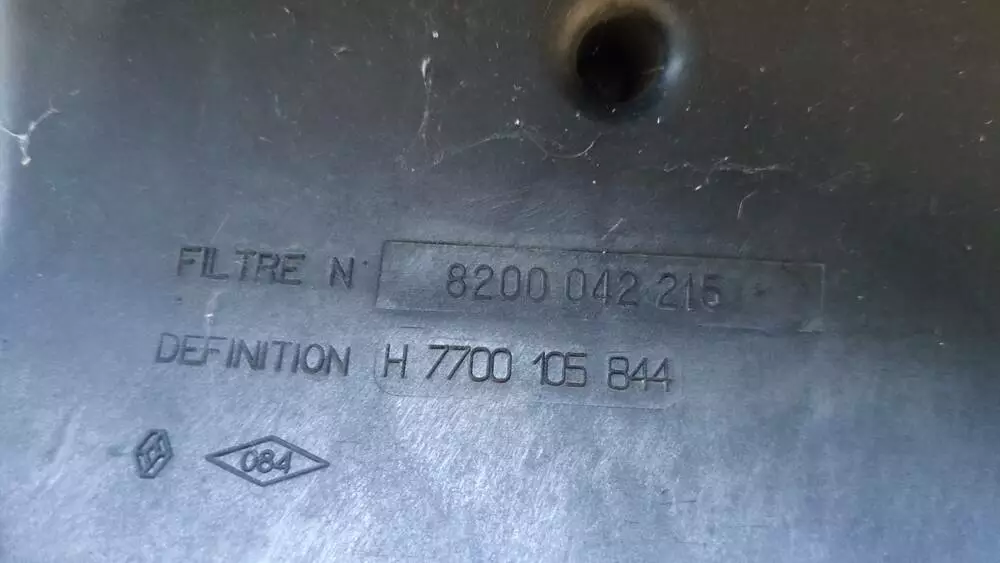 FILTRE N° 8200 042 215
DEFINITION H 7700 105 844
084